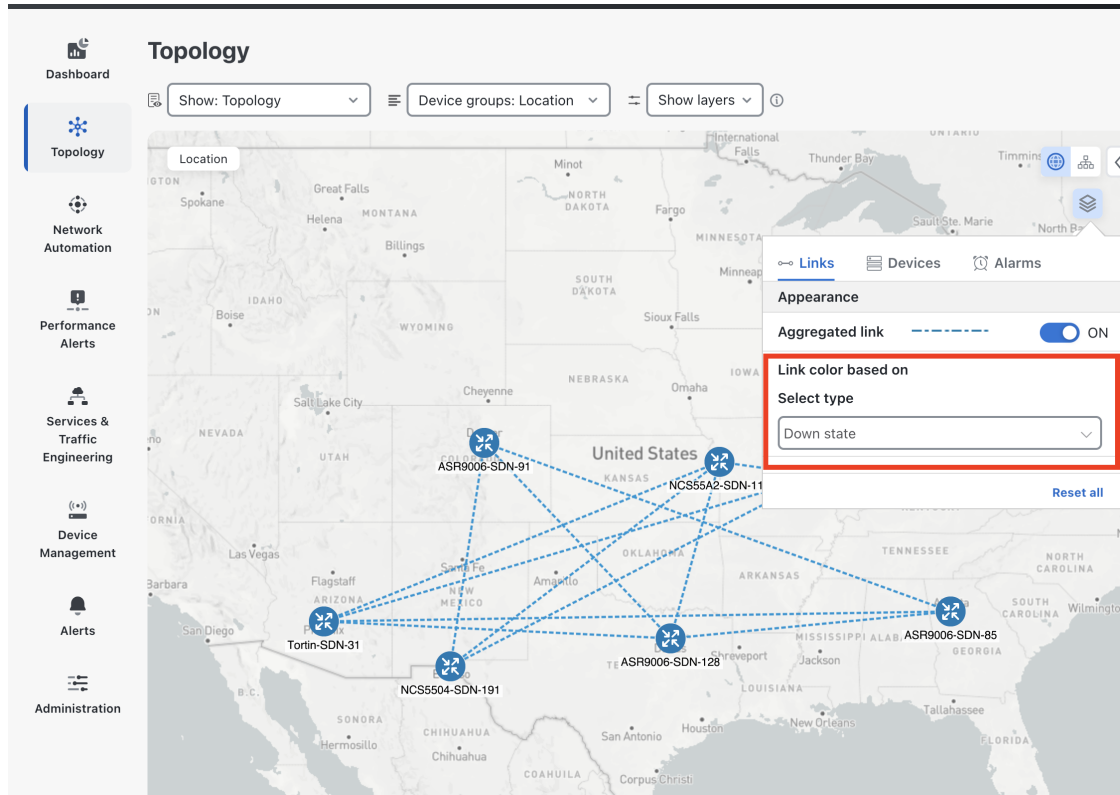 Topology
Dashboard
Topology
Network
Automation
Performance
Alerts
Services &
Traffic
Engineering
Device
Management
Alerts
Administration
Show: Topology
Device groups: Location
Show layers
Location
International
Falls
ONTARIO
Thunder Bay
Timmins
Minot
Spokane
Great Falls
NORTH
DAKOTA
Fargo
Sault Ste. Marie
North Ba
Helena
MONTANA
Billings
MINNESOTA
Minneap
SOUTH
DAKOTA
IDAHO
Boise
WYOMING
Sioux Falls
NEBRASKA
IOWA
Omaha
Cheyenne
Salt Lake City
NEVADA
UTAH
United States
KANSAS
ASR9006-SDN-91
NCS55A2-SDN-11
Links
Devices
Alarms
Appearance
Aggregated link
ON
Link color based on
Select type
Down state
Reset all
Las Vegas
Santa Fe
OKLAHOMA
TENNESSEE
NORTH
CAROLINA
Barbara
Flagstaff
ARIZONA
NEW
MEXICO
Amarillo
ARKANSAS
SOUTH
CAROLINA
Wilmingto
San Diego
Tortin-SDN-31
NCS5504-SDN-191
ASR9006-SDN-128
ASR9006-SDN-85
Shreveport
MISSISSIPPI
GEORGIA
Jackson
B.C.
SONORA
Hermosillo
CHIHUAHUA
Chihuahua
COAHUILA
LOUISIANA
Tallahassee
New Orleans
Houston
San Antonio
Corpus Christi
FLORIDA